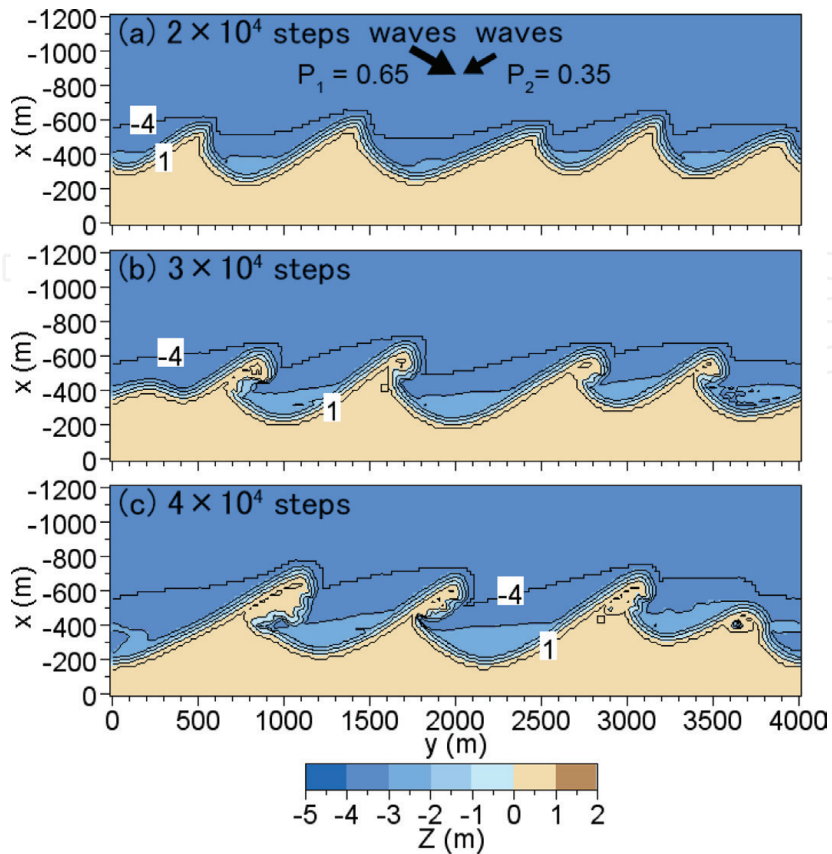 (a) 2×10⁴ steps waves waves
P₁ = 0.65 P₂= 0.35
-1200
-1000
-800
-600
-400
-200
0
x (m)
-4
1
(b) 3×10⁴ steps
-1200
-1000
-800
-600
-400
-200
0
x (m)
-4
1
(c) 4×10⁴ steps
-1200
-1000
-800
-600
-400
-200
0
x (m)
-4
1
0 500 1000 1500 2000 2500 3000 3500 4000
y (m)
-5 -4 -3 -2 -1 0 1 2
Z (m)